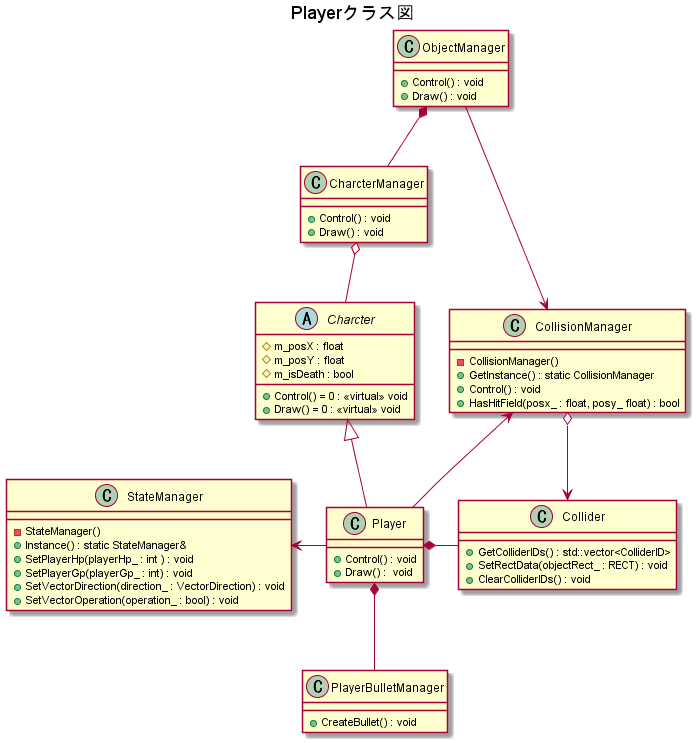 Playerクラス図
C ObjectManager
Control() : void
Draw() : void
C CharcterManager
Control() : void
Draw() : void
A Charcter
m_posX : float
m_posY : float
m_isDeath : bool
Control() = 0 : «virtual» void
Draw() = 0 : «virtual» void
C CollisionManager
CollisionManager()
GetInstance() : static CollisionManager
Control() : void
HasHitField(posx_ : float, posy_ float) : bool
C StateManager
StateManager()
Instance() : static StateManager&
SetPlayerHp(playerHp_ : int ) : void
SetPlayerGp(playerGp_ : int) : void
SetVectorDirection(direction_ : VectorDirection) : void
SetVectorOperation(operation_ : bool) : void
C Player
Control() : void
Draw() : void
C Collider
GetColliderIDs() : std::vector<ColliderID>
SetRectData(objectRect_ : RECT) : void
ClearColliderIDs() : void
C PlayerBulletManager
CreateBullet() : void